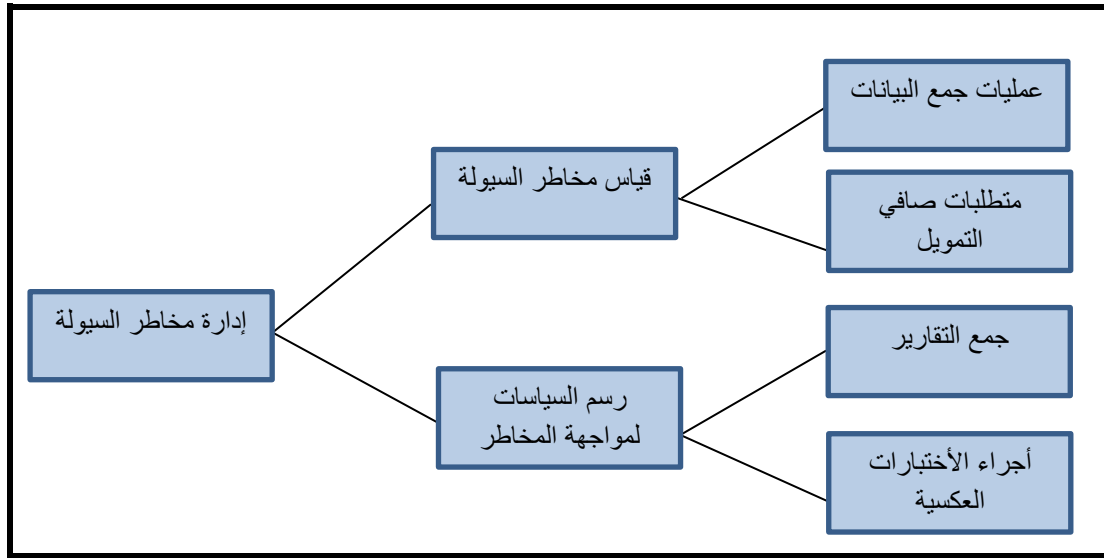 عمليات جمع البيانات
قياس مخاطر السيولة
متطلبات صافي
التمويل
إدارة مخاطر السيولة
جمع التقارير
رسم السياسات
لمواجهة المخاطر
أجراء الأختبارات
العكسية